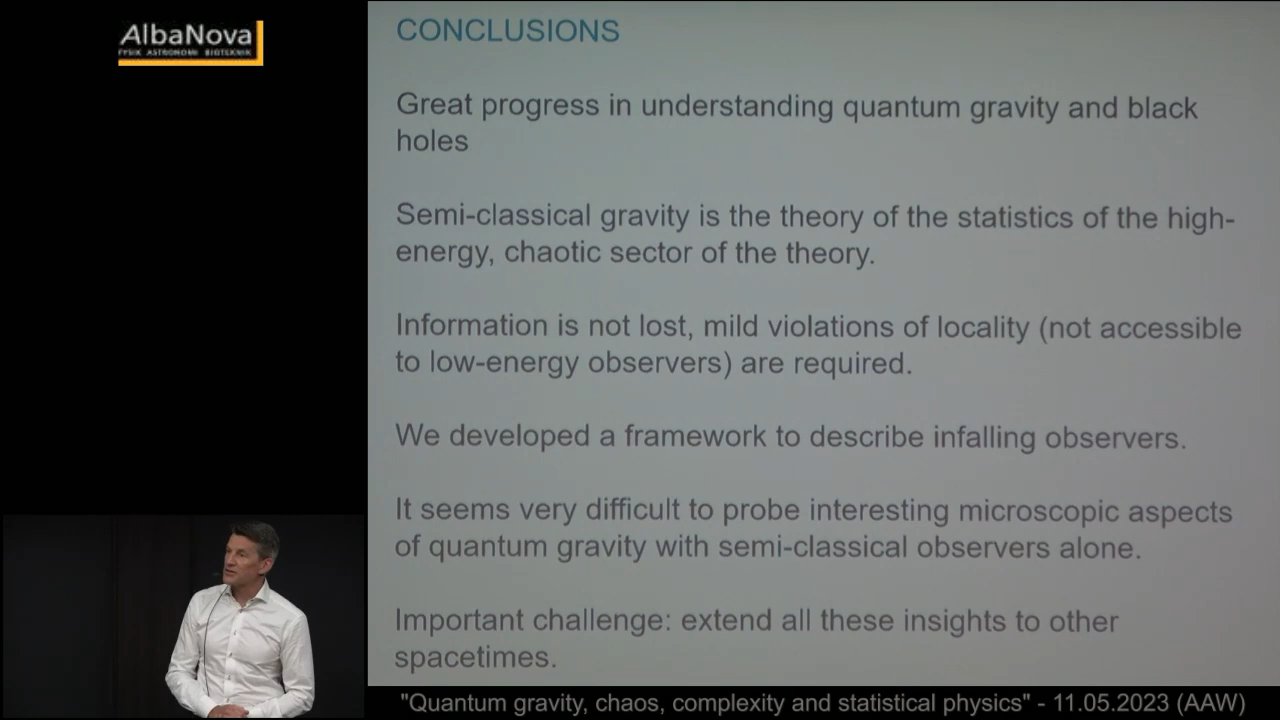 AlbaNova
FYSIK ASTRONOMI BIOTEKNIK
CONCLUSIONS
Great progress in understanding quantum gravity and black
holes
Semi-classical gravity is the theory of the statistics of the high-
energy, chaotic sector of the theory.
Information is not lost, mild violations of locality (not accessible
to low-energy observers) are required.
We developed a framework to describe infalling observers.
It seems very difficult to probe interesting microscopic aspects
of quantum gravity with semi-classical observers alone.
Important challenge: extend all these insights to other
spacetimes.
"Quantum gravity, chaos, complexity and statistical physics" - 11.05.2023 (AAW)